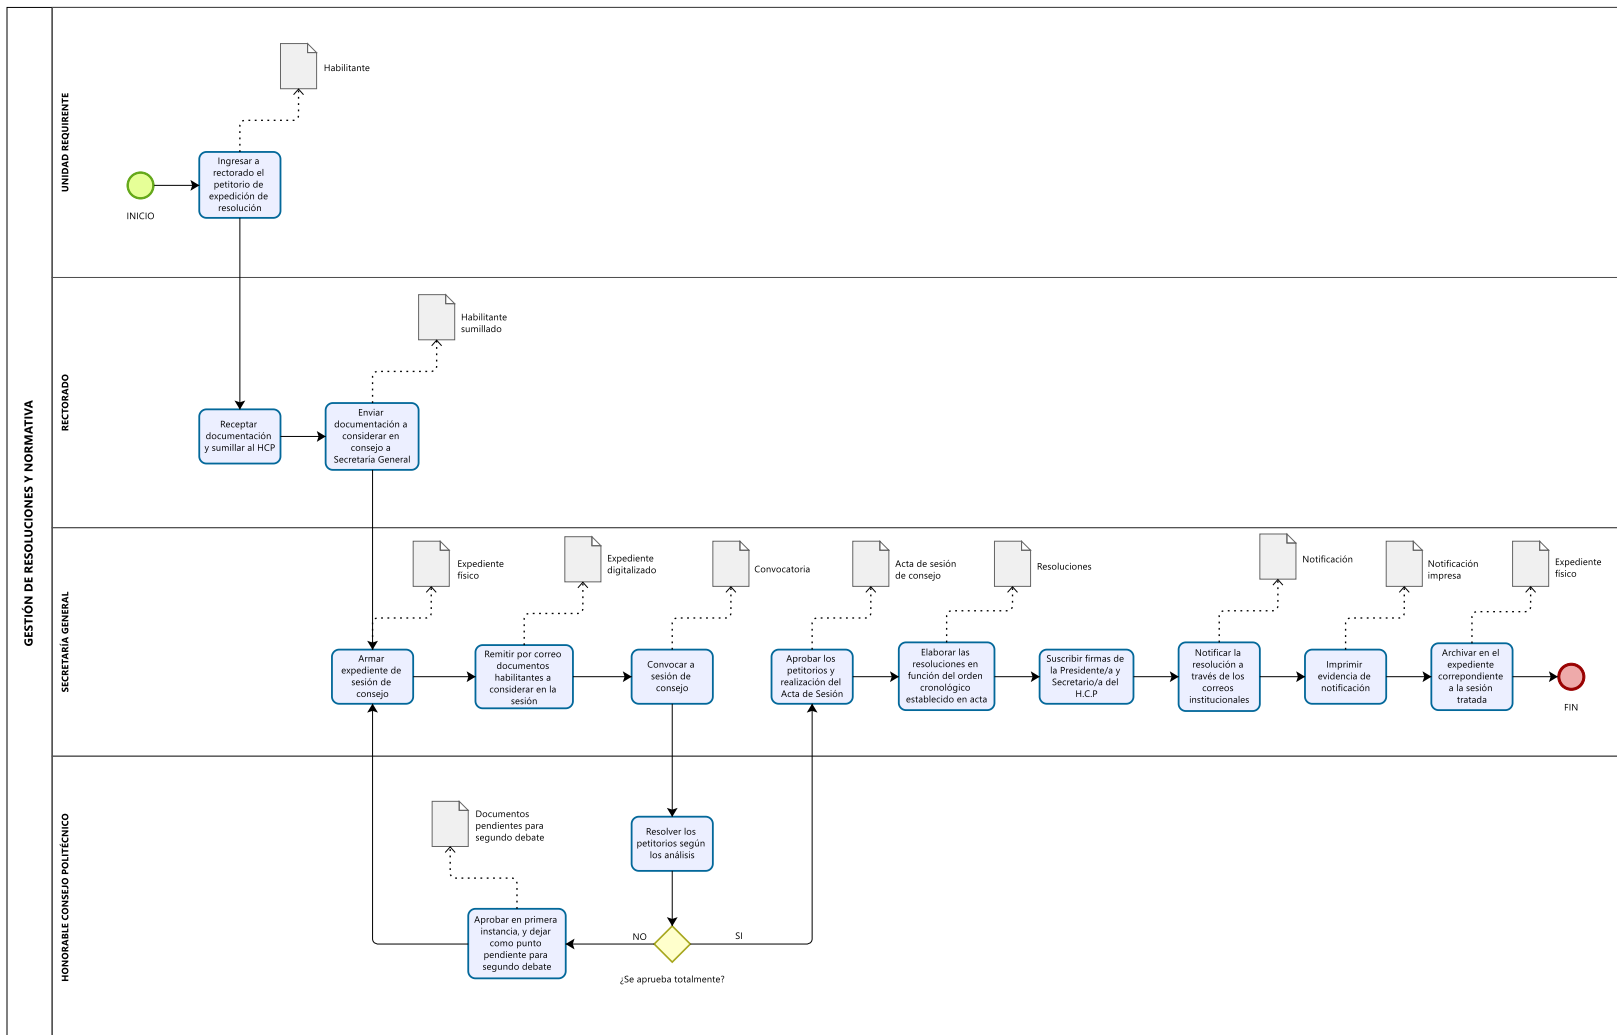 GESTIÓN DE RESOLUCIONES Y NORMATIVA
UNIDAD REQUIRENTE
Habilitante
Ingresar a
rectorado el
petitorio de
expedición de
resolución
INICIO
RECTORADO
Habilitante
sumillado
Receptar
documentación
y sumillar al HCP
Enviar
documentación a
considerar en
consejo a
Secretaría General
SECRETARÍA GENERAL
Expediente
físico
Expediente
digitalizado
Convocatoria
Acta de sesión
de consejo
Resoluciones
Notificación
Notificación
impresa
Expediente
físico
Armar
expediente de
sesión de
consejo
Remitir por correo
documentos
habilitantes a
considerar en la
sesión
Convocar a
sesión de
consejo
Aprobar los
petitorios y
realización del
Acta de Sesión
Elaborar las
resoluciones en
función del orden
cronológico
establecido en acta
Suscribir firmas de
la Presidente/a y
Secretario/a del
H.C.P
Notificar la
resolución a
través de los
correos
institucionales
Imprimir
evidencia de
notificación
Archivar en el
expediente
correpondiente
a la sesión
tratada
FIN
HONORABLE CONSEJO POLITÉCNICO
Documentos
pendientes para
segundo debate
Resolver los
petitorios según
los análisis
Aprobar en primera
instancia, y dejar
como punto
pendiente para
segundo debate
NO
SI
¿Se aprueba totalmente?